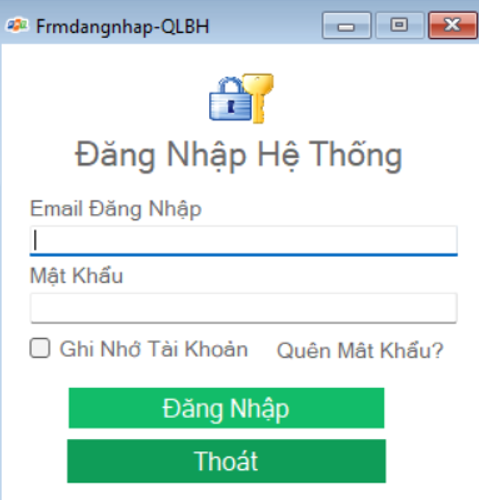 Frmdangnhap-QLBH
Đăng Nhập Hệ Thống
Email Đăng Nhập
Mật Khẩu
Ghi Nhớ Tài Khoản Quên Mât Khẩu?
Đăng Nhập
Thoát